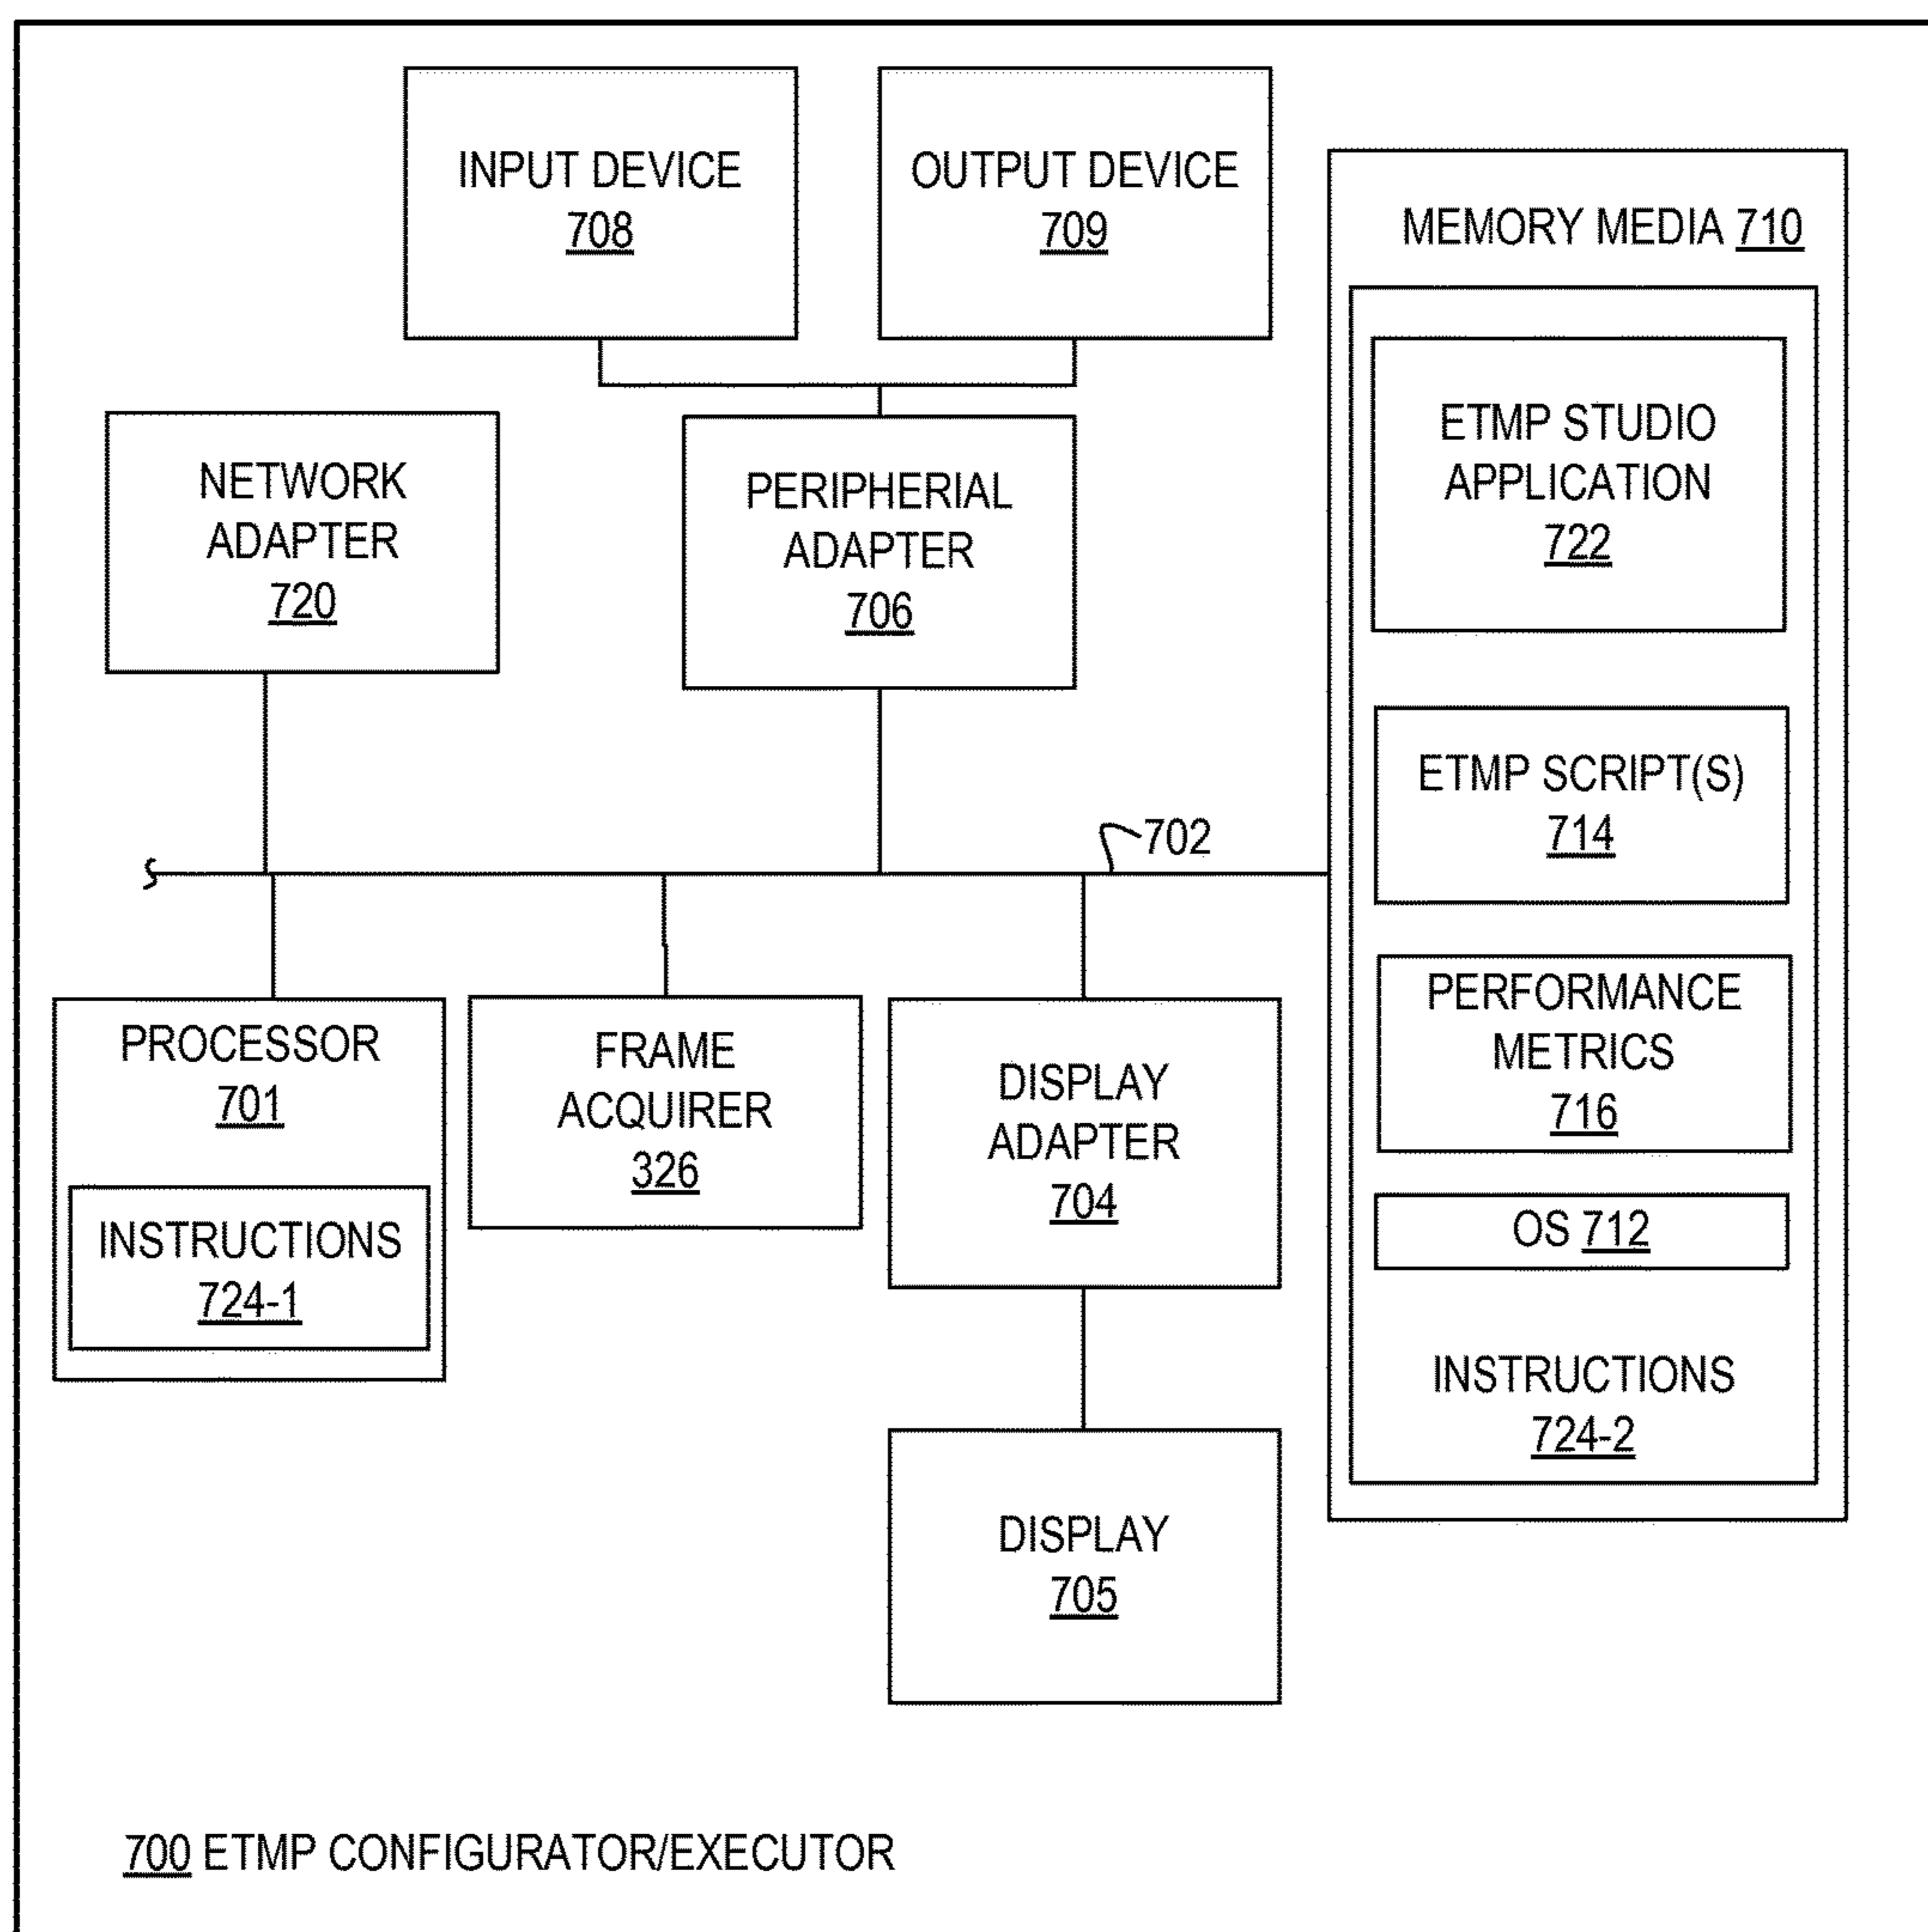 INPUT DEVICE
708
OUTPUT DEVICE
709
MEMORY MEDIA 710
ETMP STUDIO
APPLICATION
722
NETWORK
ADAPTER
720
PERIPHERIAL
ADAPTER
706
ETMP SCRIPT(S)
714
702
PROCESSOR
701
INSTRUCTIONS
724-1
FRAME
ACQUIRER
326
DISPLAY
ADAPTER
704
PERFORMANCE
METRICS
716
OS 712
INSTRUCTIONS
724-2
DISPLAY
705
700 ETMP CONFIGURATOR/EXECUTOR